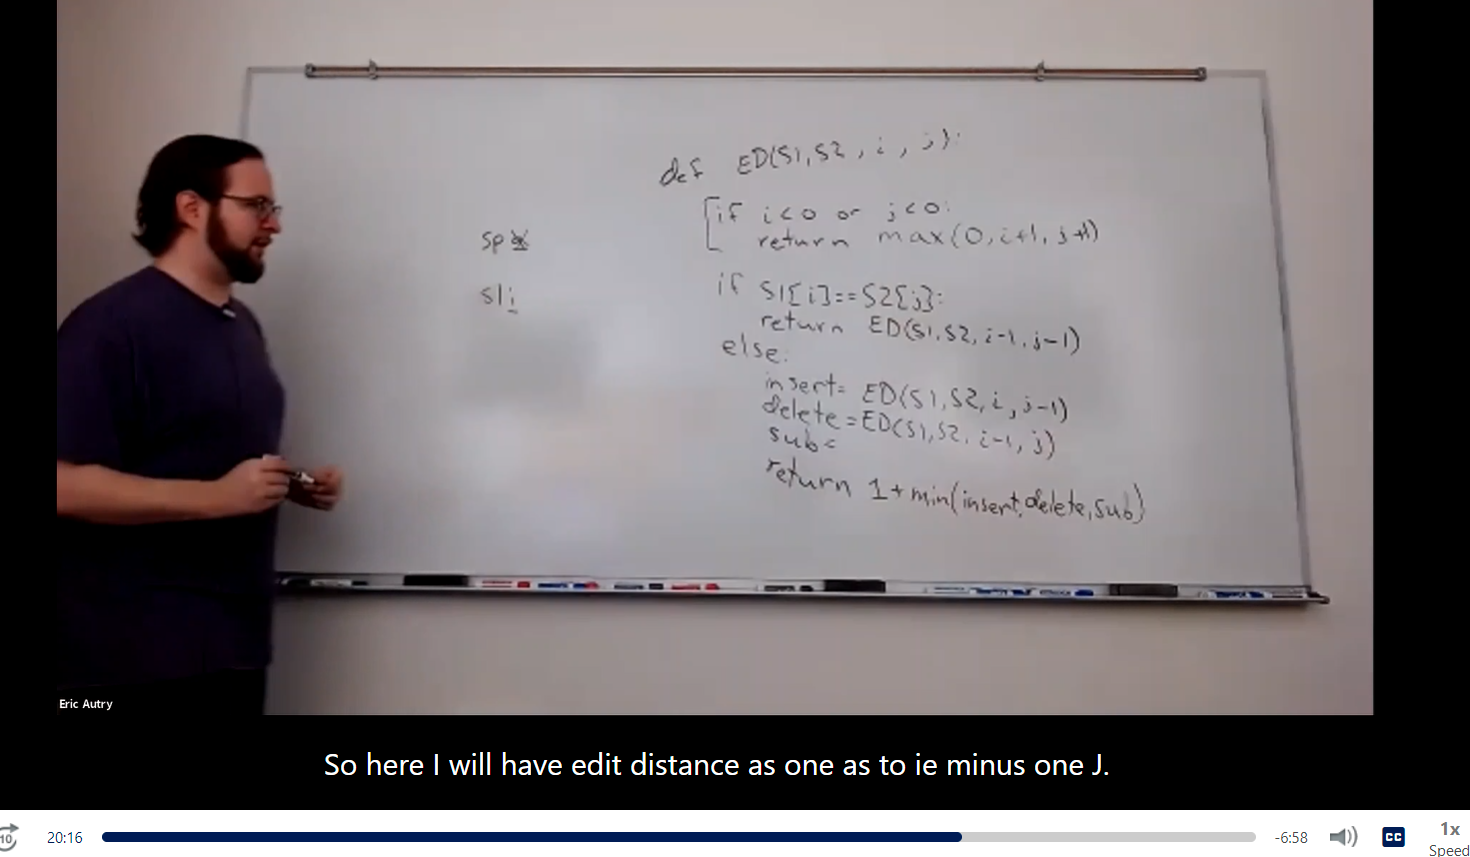 def ED(S1,S2,i,j):
if i<0 or j<0:
return max(0,i+1,j+1)
sp
sli
if S1[i]==S2[j]:
return ED(S1,S2,i-1,j-1)
else:
insert= ED(S1,S2,i,j-1)
delete=ED(S1,S2,i-1,j)
sub=
return 1+min(insert,delete,sub)
Eric Autry
So here I will have edit distance as one as to ie minus one J.
10 20:16 -6:58 CC 1x
Speed